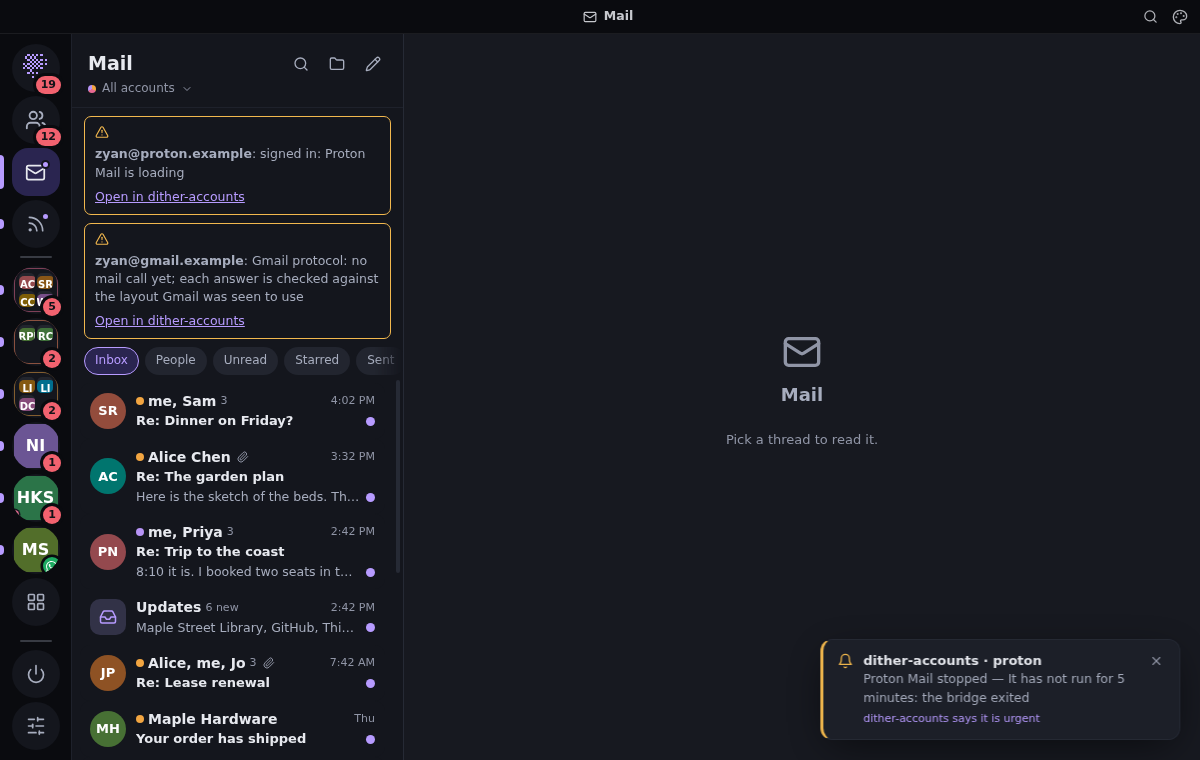 Mail
19
12
5
2
2
1
1
AC SR
CC
RP RC
LI LI
DC
NI
HKS
MS
Mail
All accounts
zyan@proton.example: signed in: Proton
Mail is loading
Open in dither-accounts
zyan@gmail.example: Gmail protocol: no
mail call yet; each answer is checked against
the layout Gmail was seen to use
Open in dither-accounts
Inbox People Unread Starred Sent
SR me, Sam 3 4:02 PM
Re: Dinner on Friday?
AC Alice Chen 3:32 PM
Re: The garden plan
Here is the sketch of the beds. Th…
PN me, Priya 3 2:42 PM
Re: Trip to the coast
8:10 it is. I booked two seats in t…
Updates 6 new 2:42 PM
Maple Street Library, GitHub, Thi…
JP Alice, me, Jo 3 7:42 AM
Re: Lease renewal
MH Maple Hardware Thu
Your order has shipped
Mail
Pick a thread to read it.
dither-accounts · proton
Proton Mail stopped — It has not run for 5
minutes: the bridge exited
dither-accounts says it is urgent